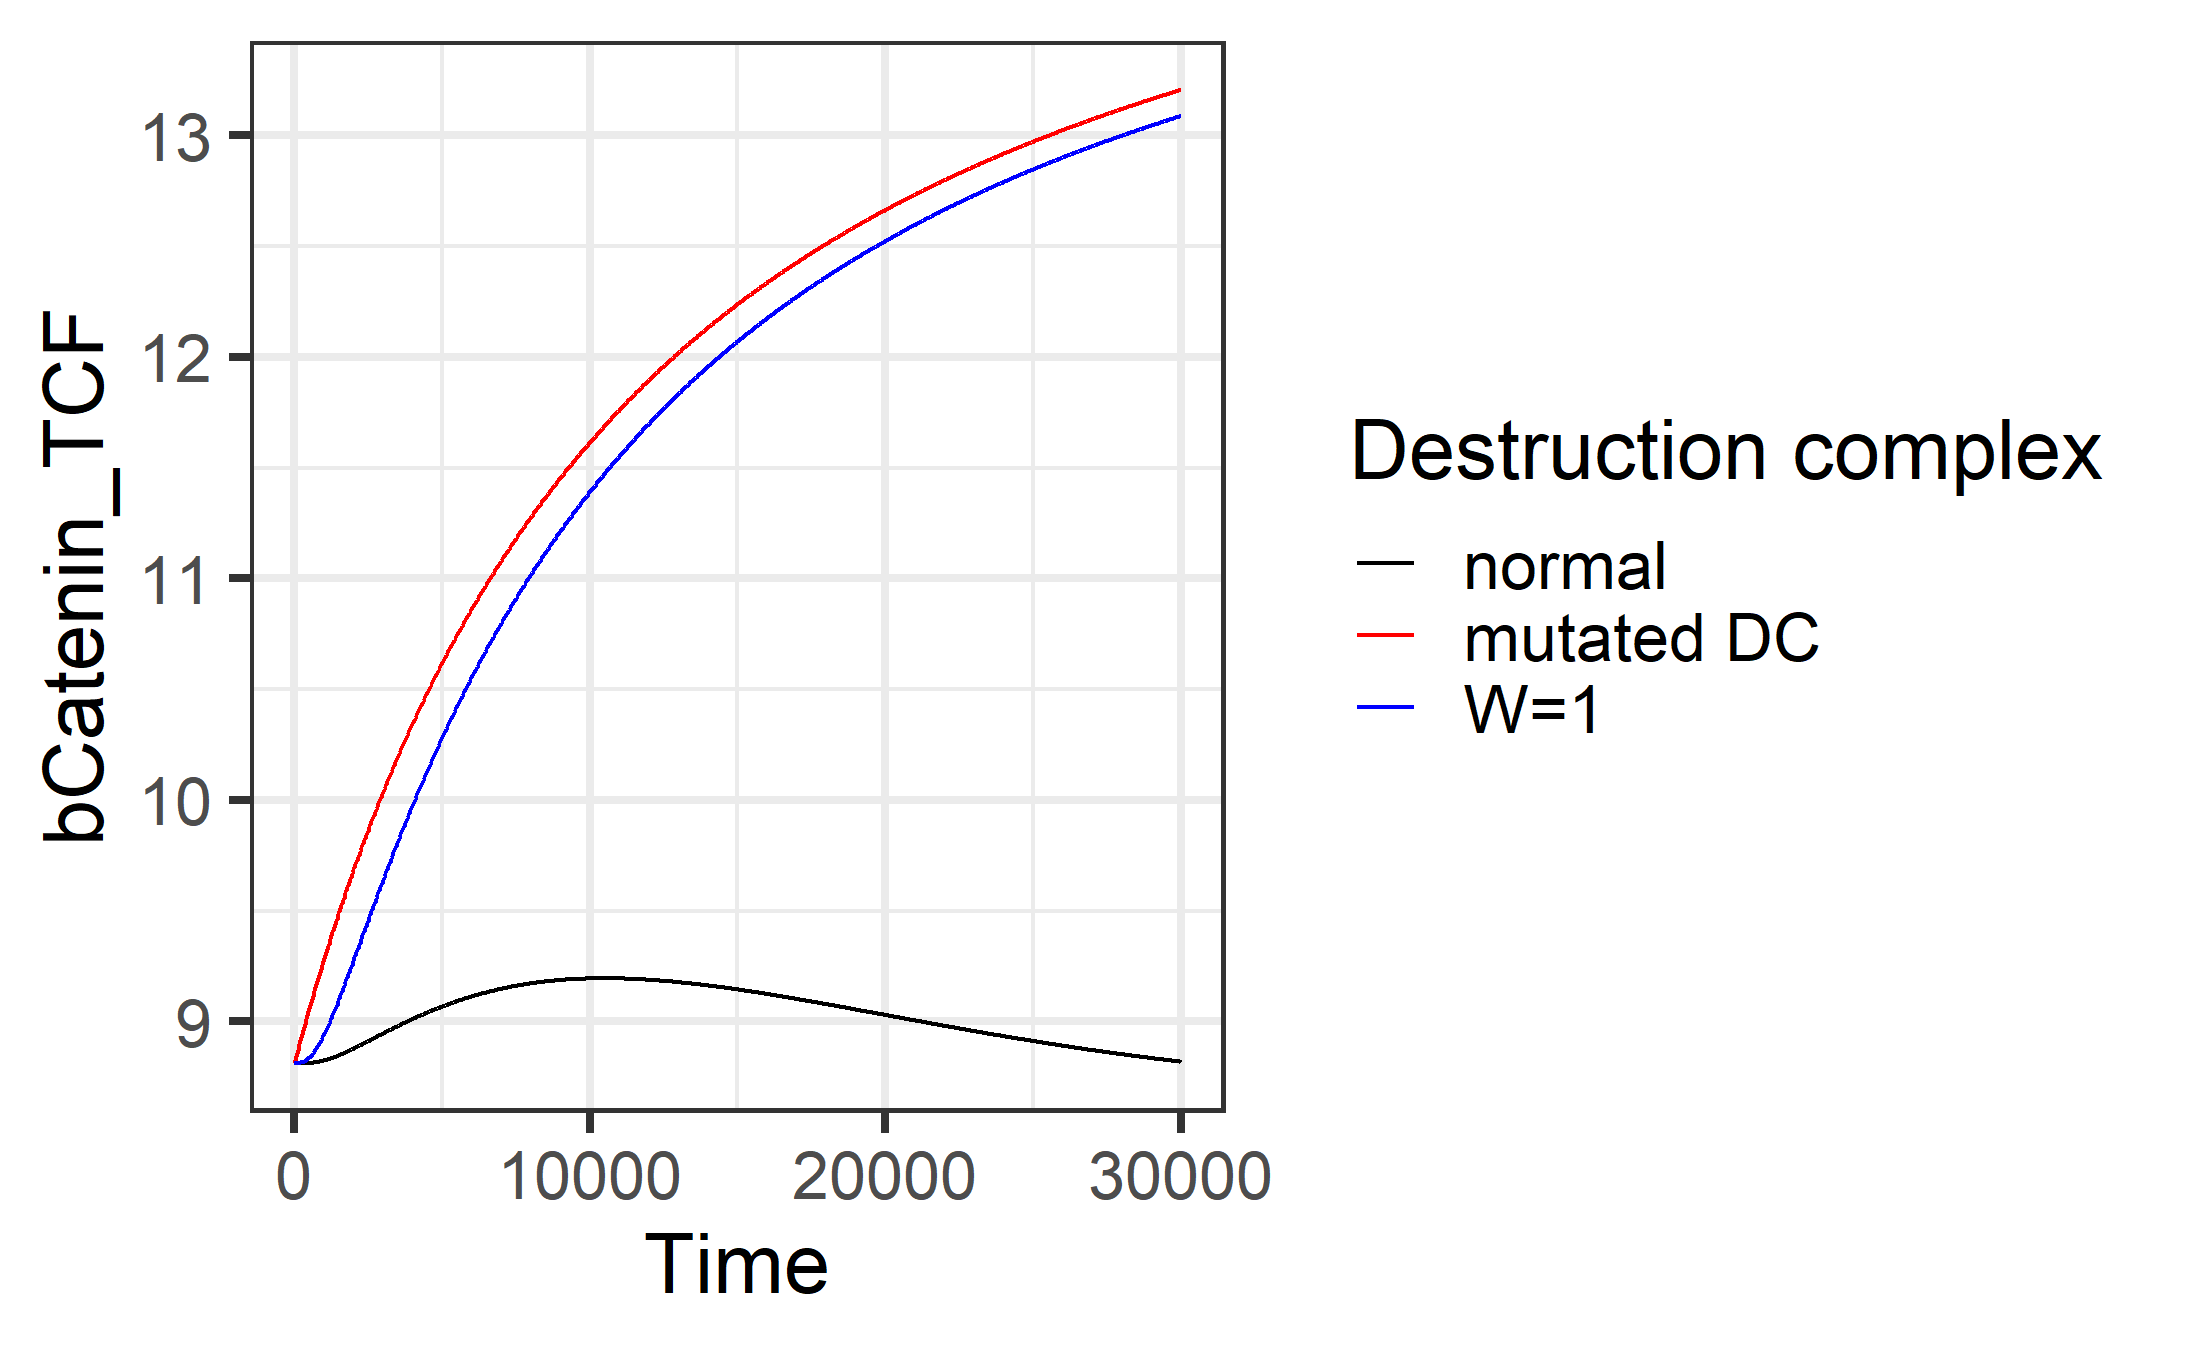 13
12
11
10
9
bCatenin_TCF
0 10000 20000 30000
Time
Destruction complex
normal
mutated DC
W=1